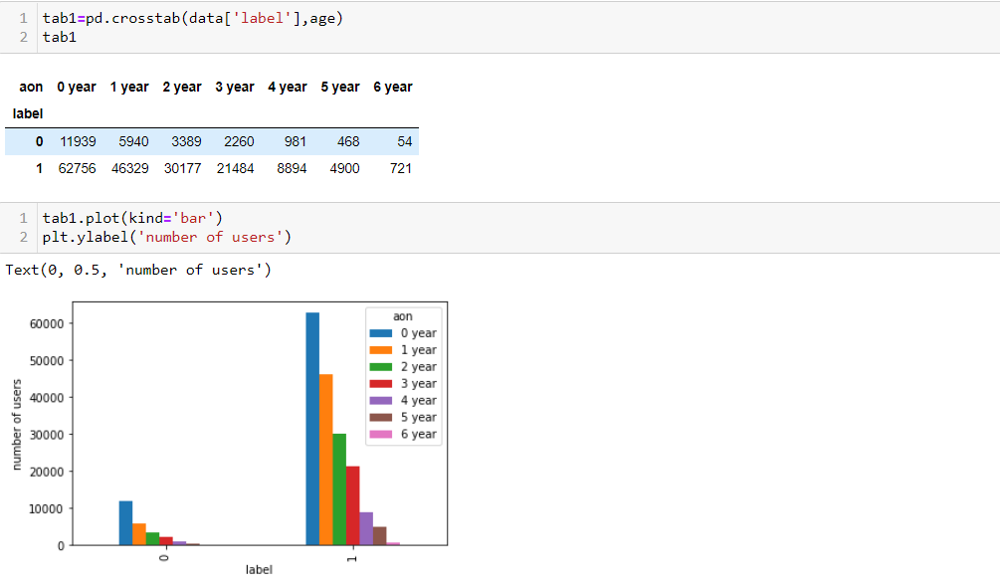 1 tab1=pd.crosstab(data['label'],age)
2 tab1
aon 0 year 1 year 2 year 3 year 4 year 5 year 6 year
label
0 11939 5940 3389 2260 981 468 54
1 62756 46329 30177 21484 8894 4900 721
1 tab1.plot(kind='bar')
2 plt.ylabel('number of users')
Text(0, 0.5, 'number of users')
aon
0 year
1 year
2 year
3 year
4 year
5 year
6 year
60000
50000
40000
30000
20000
10000
0
number of users
0 1
label